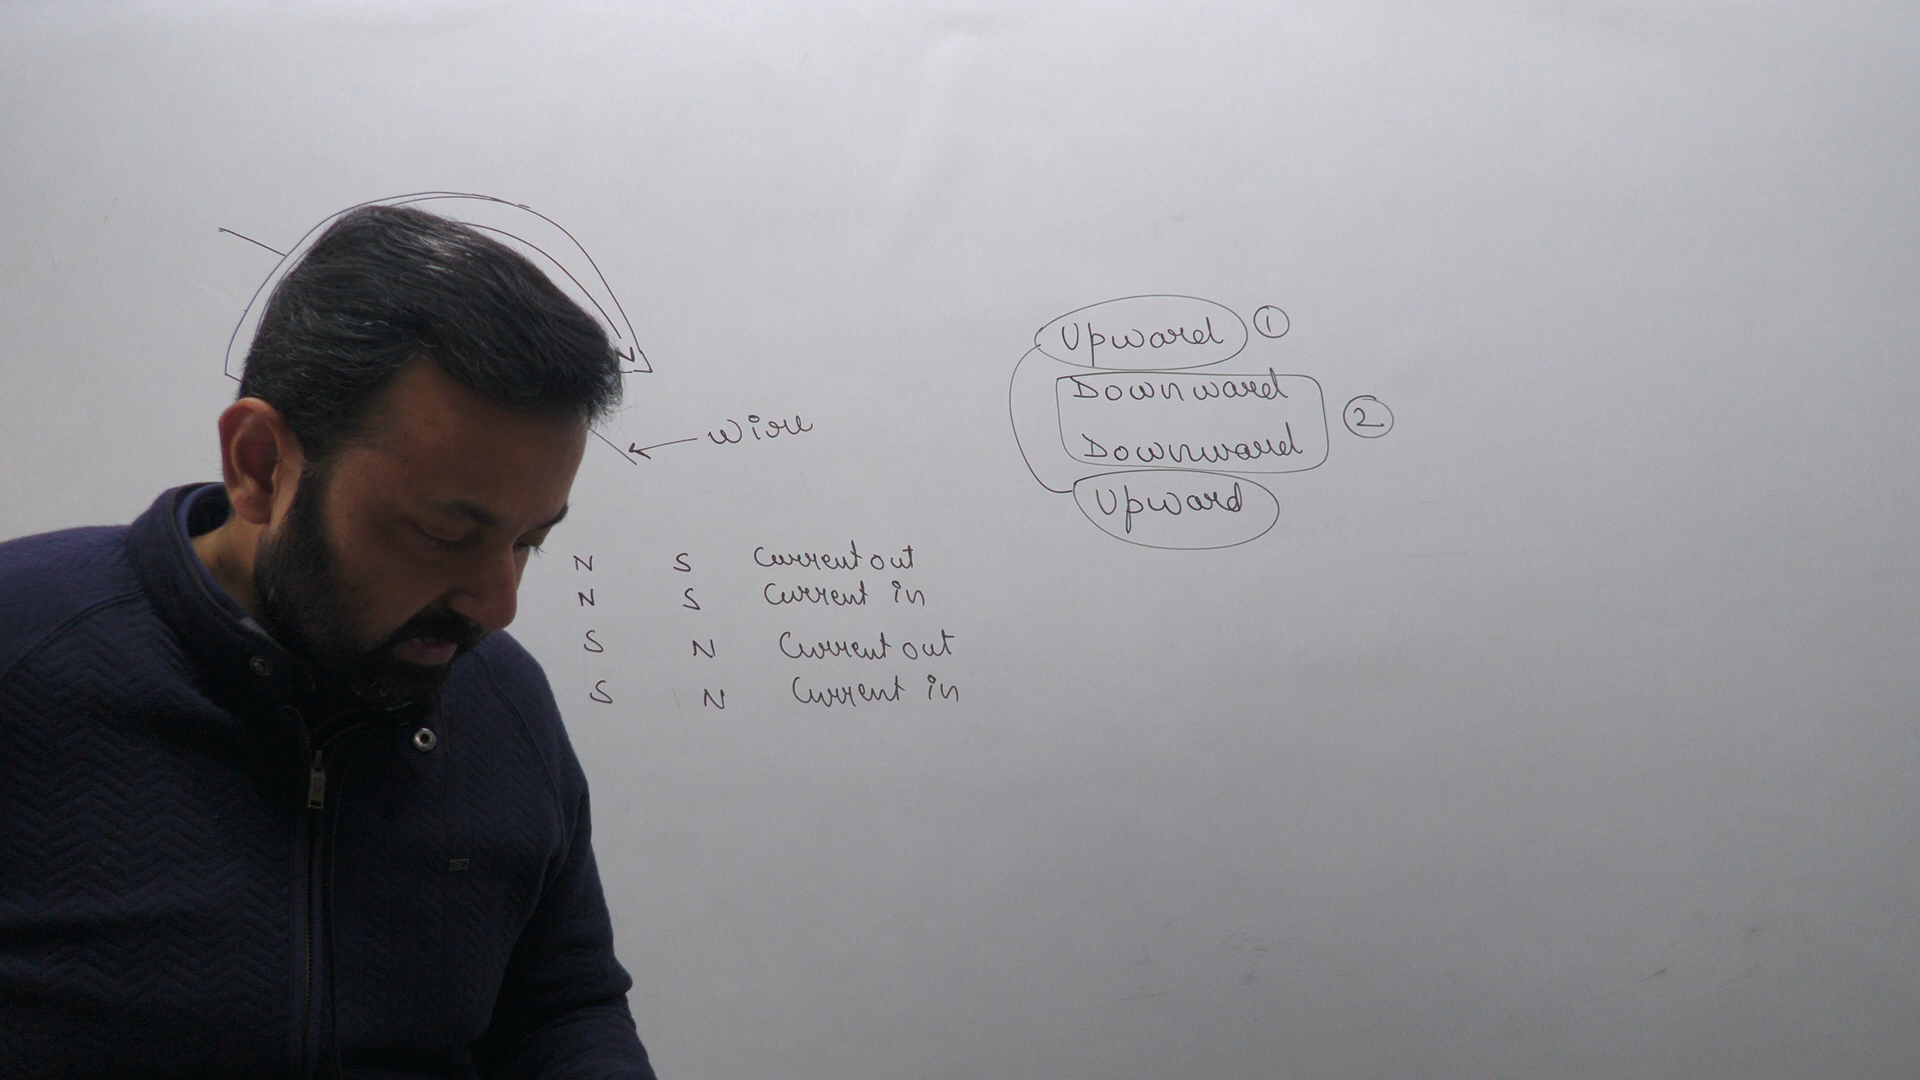 N
wire
N S Current out
N S Current in
S N Current out
S N Current in
Upward 1
Downward
Downward 2
Upward